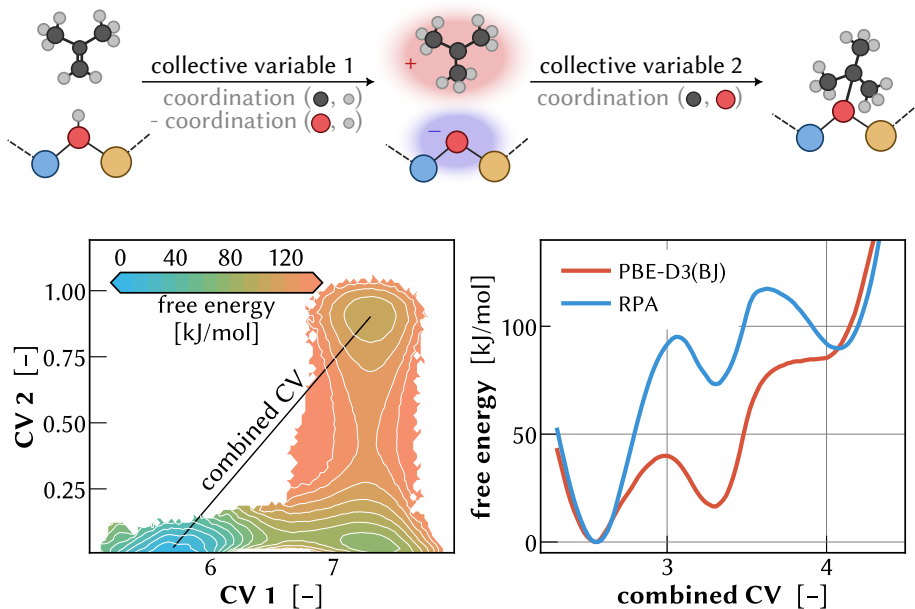 +
collective variable 1
collective variable 2
coordination ( , )
- coordination ( , )
coordination ( , )
−
0 40 80 120
free energy
[kJ/mol]
1.00
0.75
0.50
0.25
CV 2 [–]
combined CV
6 7
CV 1 [–]
PBE-D3(BJ)
RPA
100
50
0
free energy [kJ/mol]
3 4
combined CV [–]